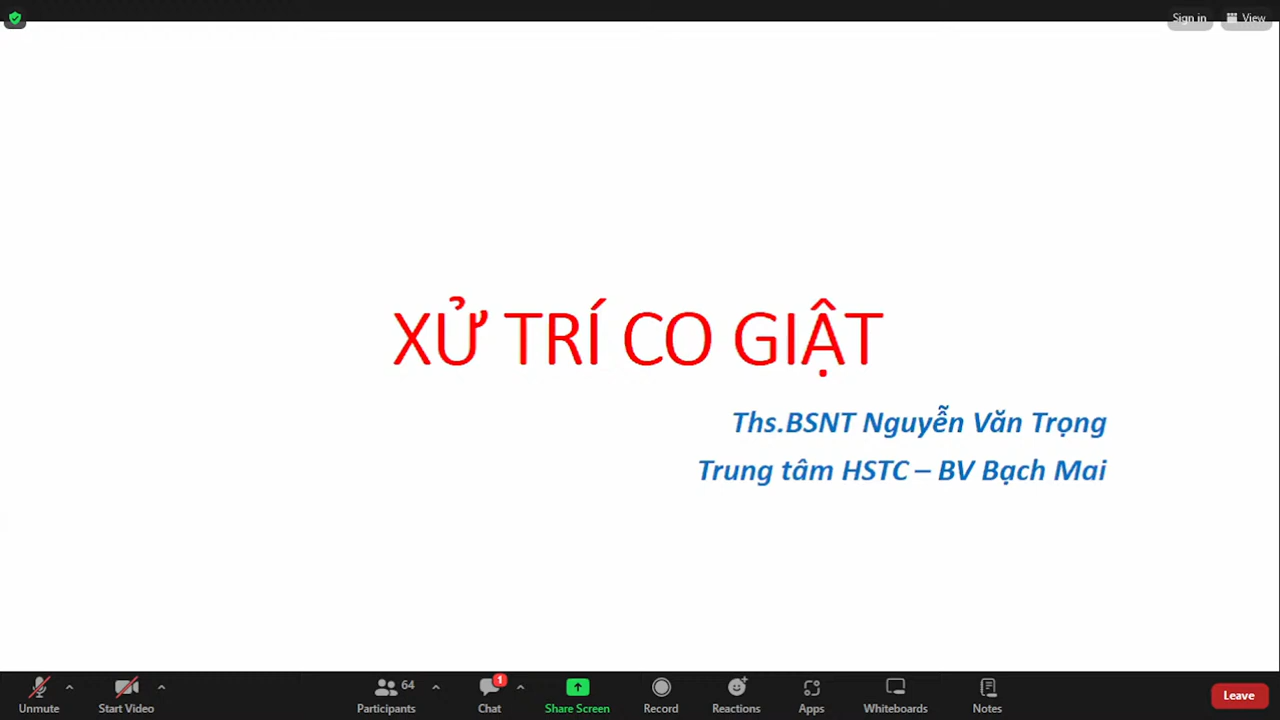 Sign in
View
XỬ TRÍ CO GIẬT
Ths.BSNT Nguyễn Văn Trọng
Trung tâm HSTC – BV Bạch Mai
64
1
Unmute
Start Video
Participants
Chat
Share Screen
Record
Reactions
Apps
Whiteboards
Notes
Leave